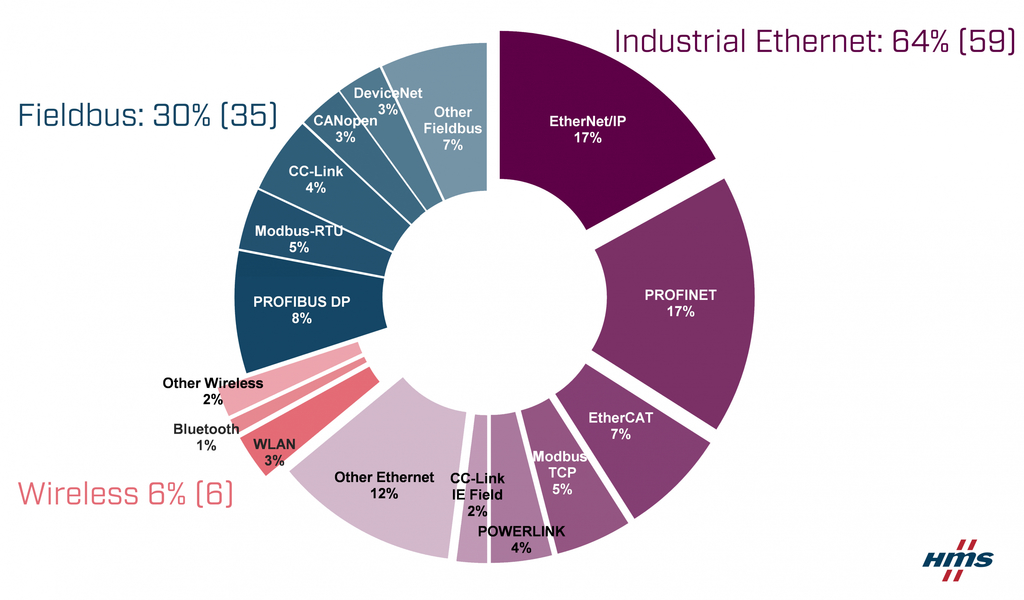 Industrial Ethernet: 64% (59)
EtherNet/IP
17%
PROFINET
17%
EtherCAT
7%
Modbus
TCP
5%
POWERLINK
4%
CC-Link
IE Field
2%
Other Ethernet
12%
Wireless 6% (6)
WLAN
3%
Bluetooth
1%
Other Wireless
2%
Fieldbus: 30% (35)
PROFIBUS DP
8%
Modbus-RTU
5%
CC-Link
4%
CANopen
3%
DeviceNet
3%
Other
Fieldbus
7%
HMS